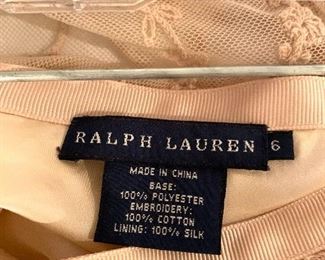 RALPH LAUREN 6
MADE IN CHINA
BASE:
100% POLYESTER
EMBROIDERY:
100% COTTON
LINING: 100% SILK